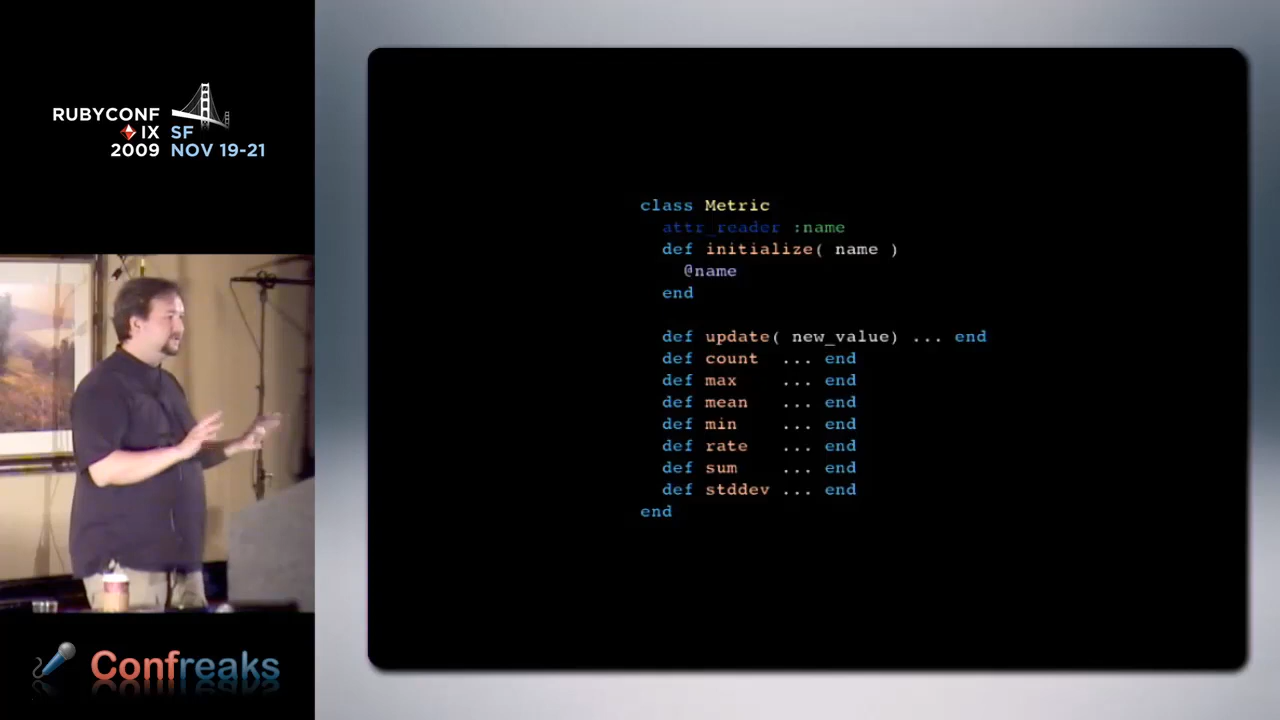 RUBYCONF
IX SF
2009 NOV 19-21
class Metric
attr_reader :name
def initialize( name )
@name
end
def update( new_value) ... end
def count ... end
def max ... end
def mean ... end
def min ... end
def rate ... end
def sum ... end
def stddev ... end
end
Confreaks